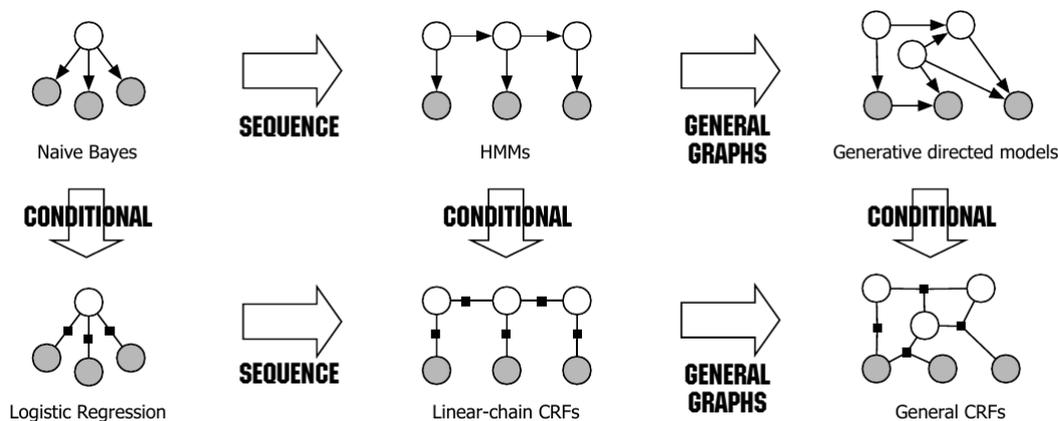 SEQUENCE
GENERAL
GRAPHS
Naive Bayes
HMMs
Generative directed models
CONDITIONAL
CONDITIONAL
CONDITIONAL
SEQUENCE
GENERAL
GRAPHS
Logistic Regression
Linear-chain CRFs
General CRFs